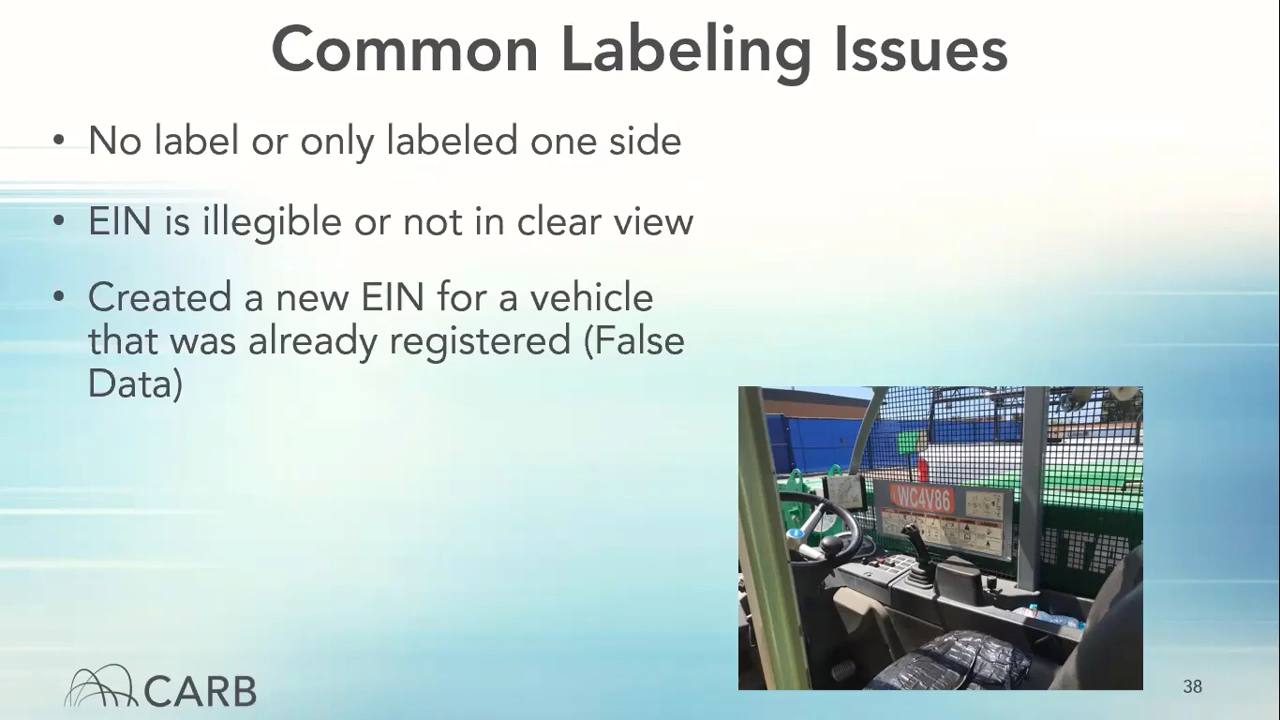 Common Labeling Issues
• No label or only labeled one side
• EIN is illegible or not in clear view
• Created a new EIN for a vehicle
that was already registered (False
Data)
WC4V86
CARB
38